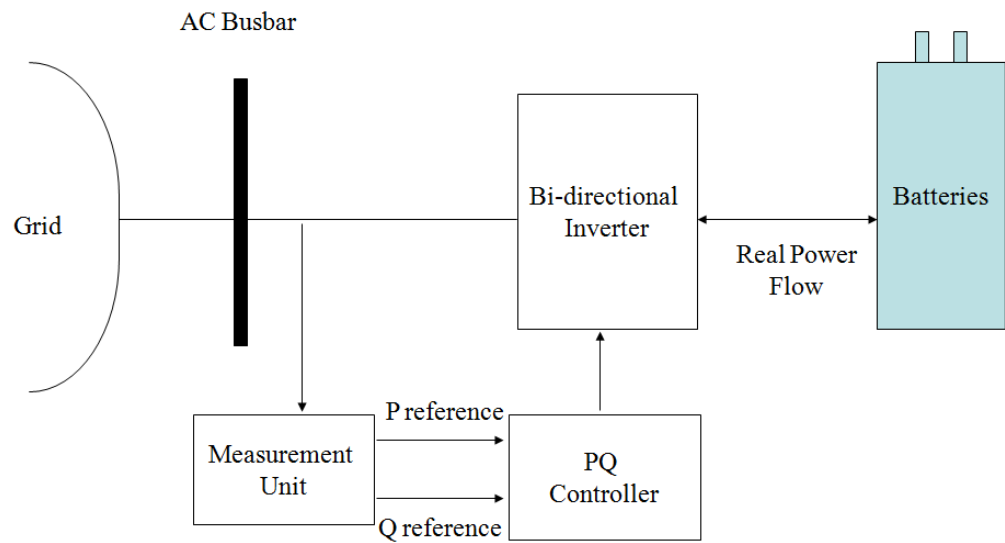 AC Busbar
Grid
Bi-directional
Inverter
Batteries
Real Power
Flow
P reference
Measurement
Unit
PQ
Controller
Q reference